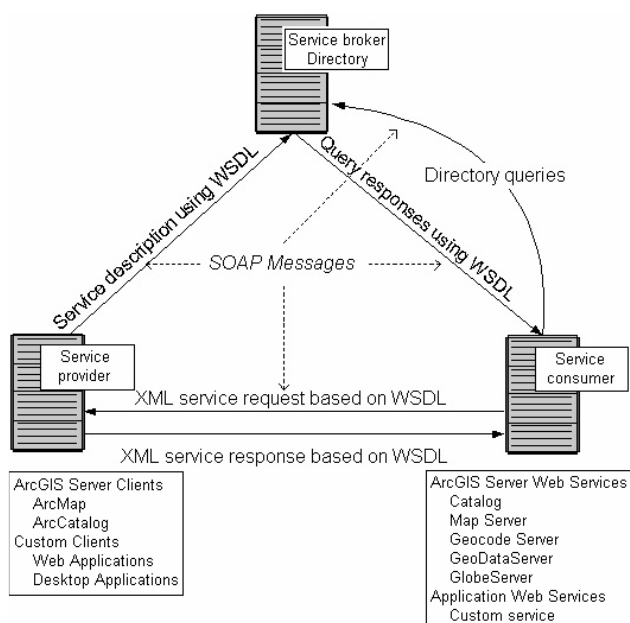 Service broker
Directory
Service description using WSDL
Query responses using WSDL
Directory queries
SOAP Messages
Service
provider
Service
consumer
XML service request based on WSDL
XML service response based on WSDL
ArcGIS Server Clients
ArcMap
ArcCatalog
Custom Clients
Web Applications
Desktop Applications
ArcGIS Server Web Services
Catalog
Map Server
Geocode Server
GeoDataServer
GlobeServer
Application Web Services
Custom service